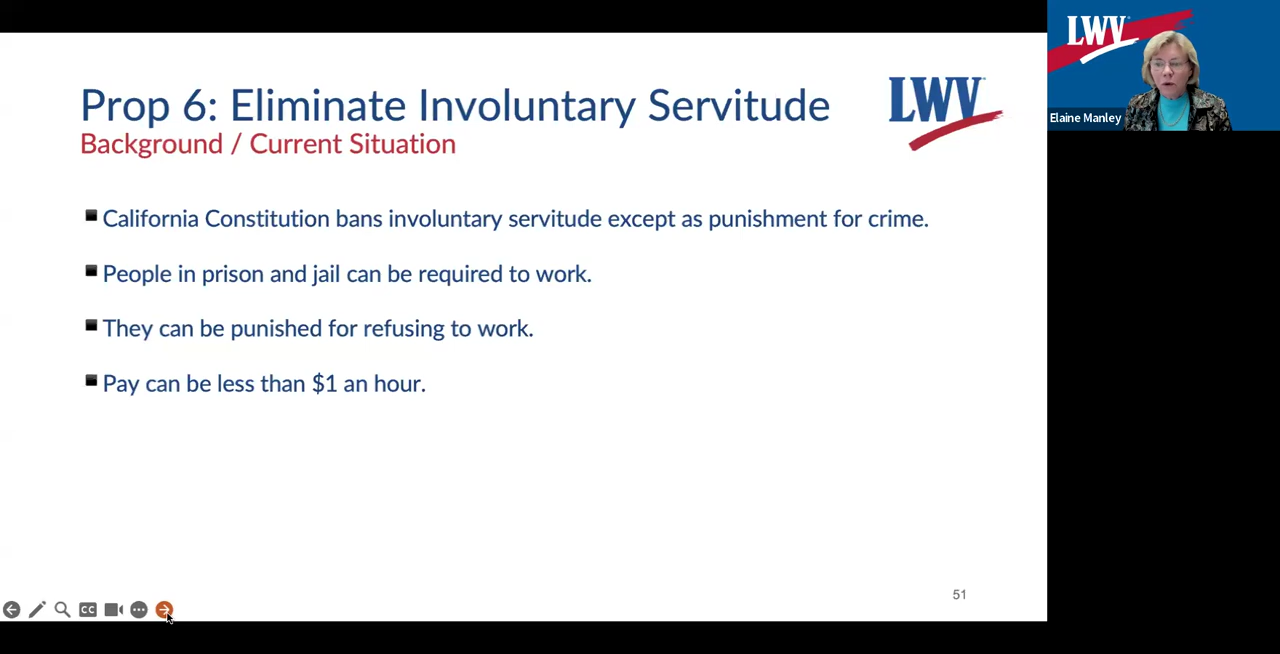 Prop 6: Eliminate Involuntary Servitude
Background / Current Situation
LWV
California Constitution bans involuntary servitude except as punishment for crime.
People in prison and jail can be required to work.
They can be punished for refusing to work.
Pay can be less than $1 an hour.
51
CC
LWV
Elaine Manley